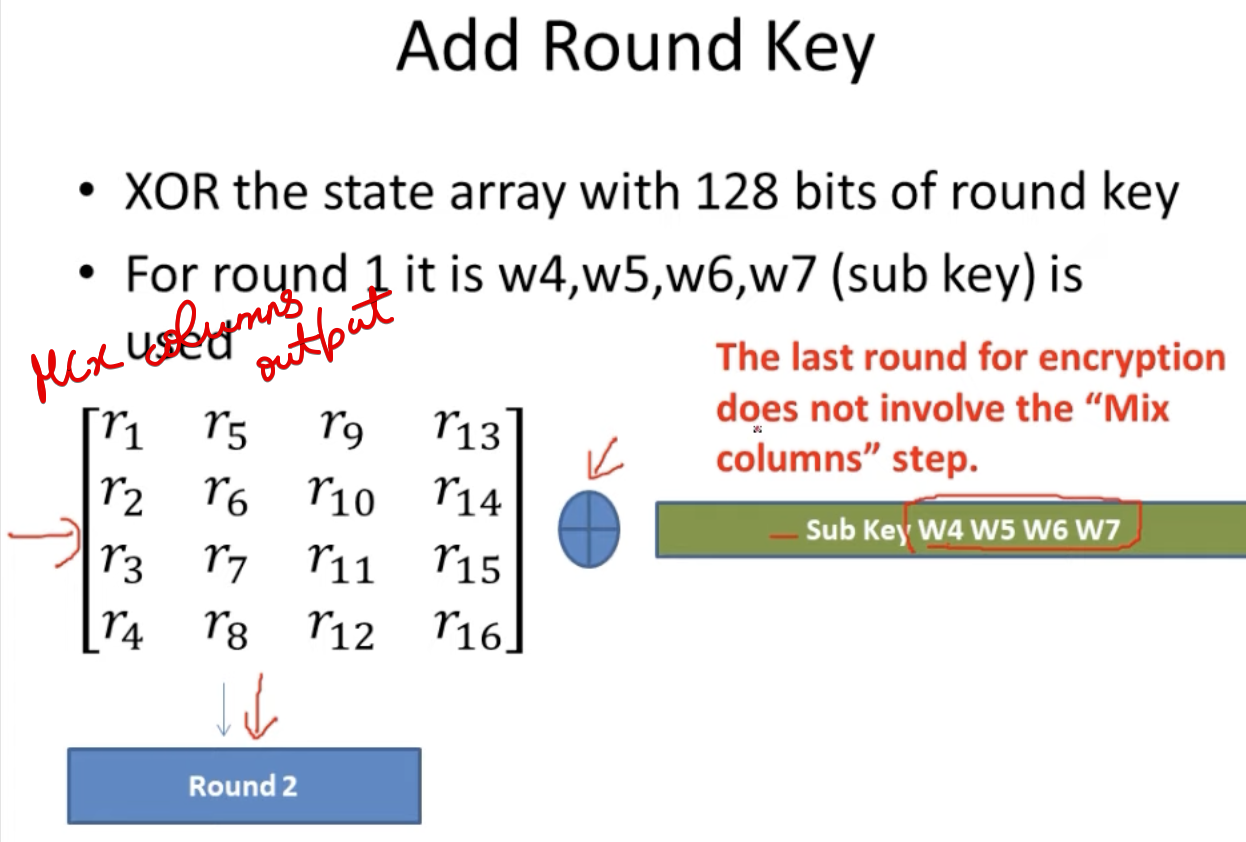 Add Round Key
• XOR the state array with 128 bits of round key
• For round 1 it is w4,w5,w6,w7 (sub key) is
used
Mix columns
output
The last round for encryption
does not involve the “Mix
columns” step.
r1 r5 r9 r13
r2 r6 r10 r14
r3 r7 r11 r15
r4 r8 r12 r16
Sub Key W4 W5 W6 W7
Round 2